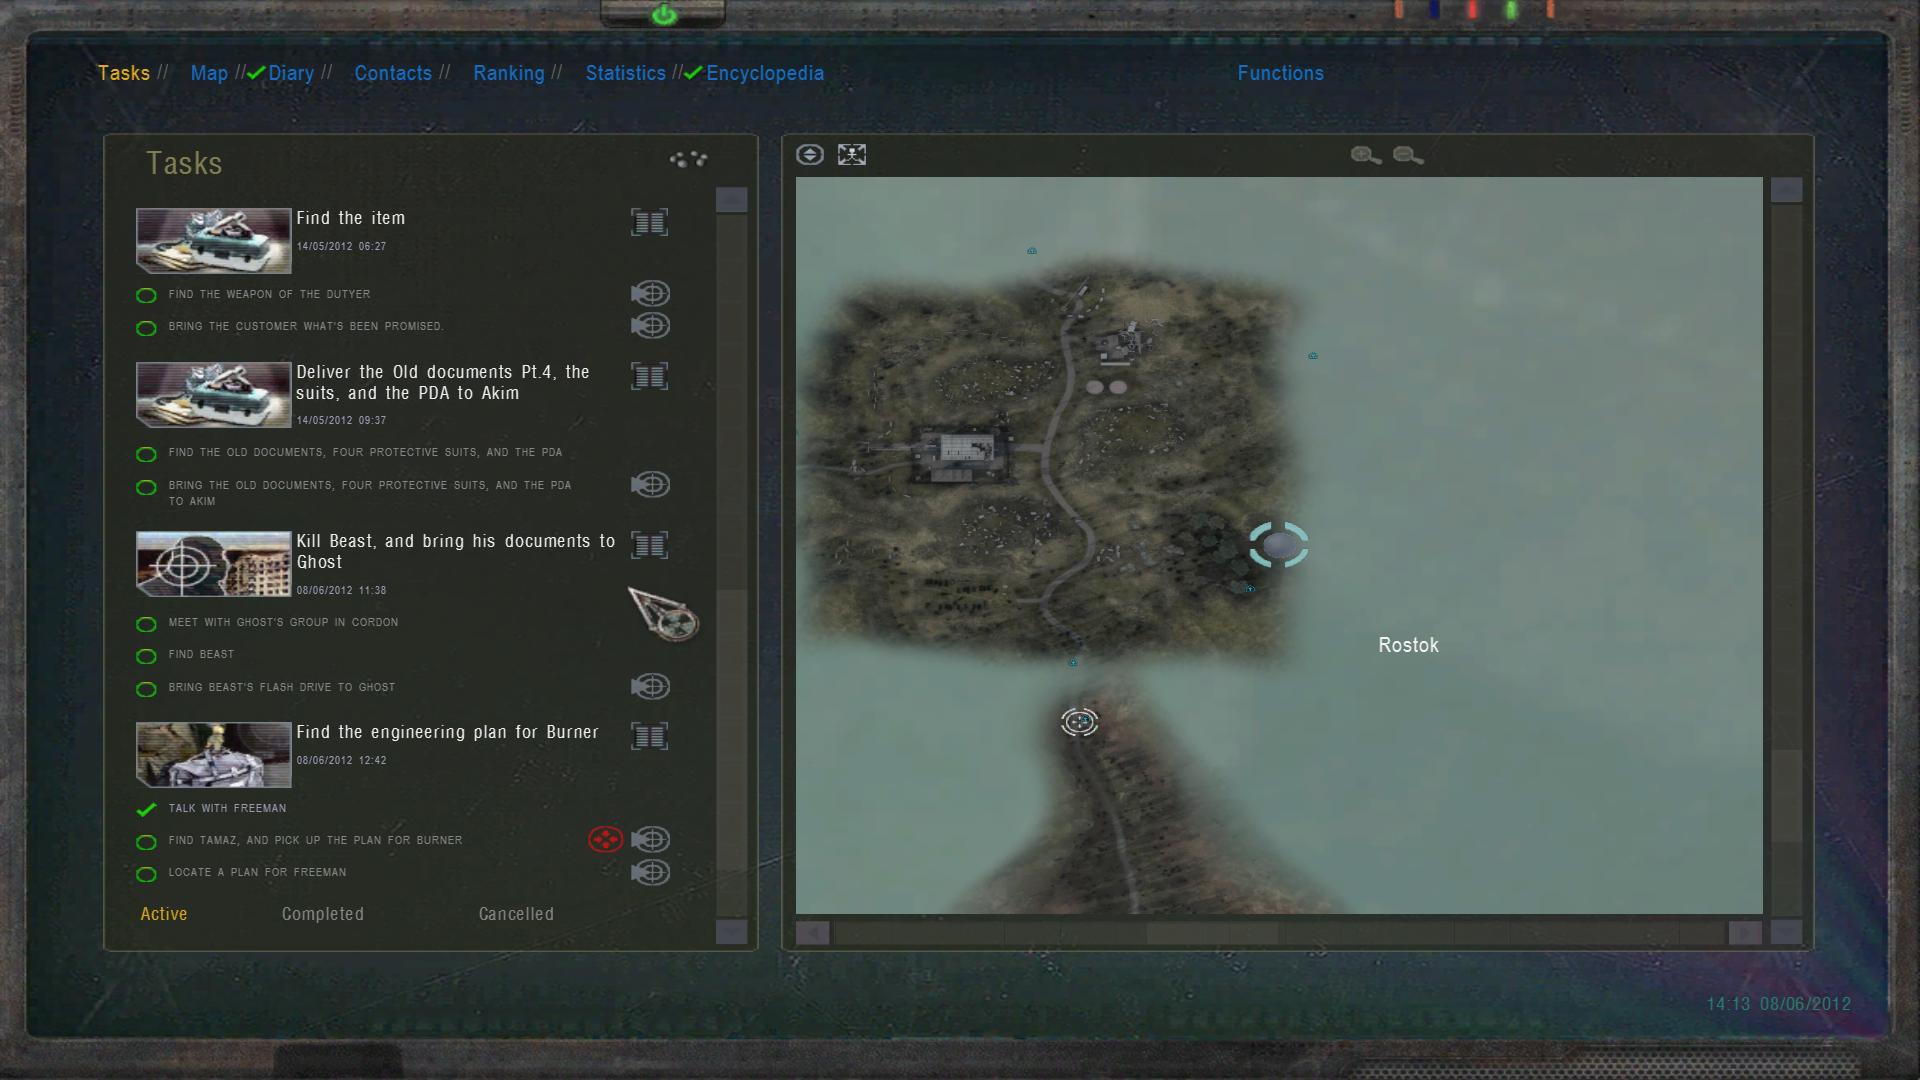 Tasks // Map // Diary // Contacts // Ranking // Statistics // Encyclopedia Functions
Tasks
Find the item
14/05/2012 06:27
FIND THE WEAPON OF THE DUTYER
BRING THE CUSTOMER WHAT'S BEEN PROMISED.
Deliver the Old documents Pt.4, the
suits, and the PDA to Akim
14/05/2012 09:37
FIND THE OLD DOCUMENTS, FOUR PROTECTIVE SUITS, AND THE PDA
BRING THE OLD DOCUMENTS, FOUR PROTECTIVE SUITS, AND THE PDA
TO AKIM
Kill Beast, and bring his documents to
Ghost
08/06/2012 11:38
MEET WITH GHOST'S GROUP IN CORDON
FIND BEAST
BRING BEAST'S FLASH DRIVE TO GHOST
Find the engineering plan for Burner
08/06/2012 12:42
TALK WITH FREEMAN
FIND TAMAZ, AND PICK UP THE PLAN FOR BURNER
LOCATE A PLAN FOR FREEMAN
Active Completed Cancelled
Rostok
14:13 08/06/2012